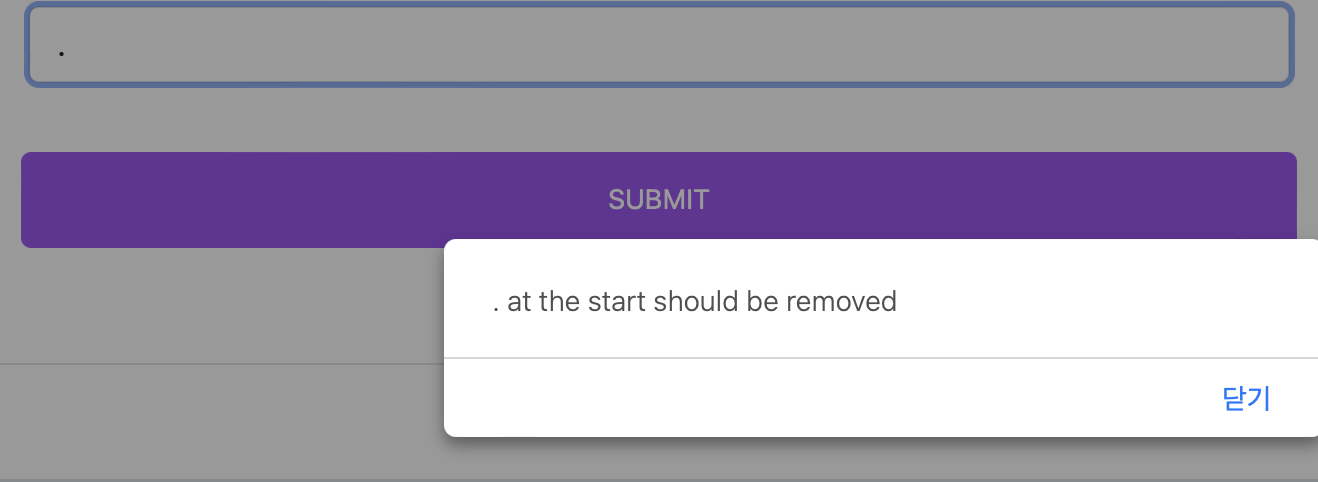 .
SUBMIT
. at the start should be removed
닫기